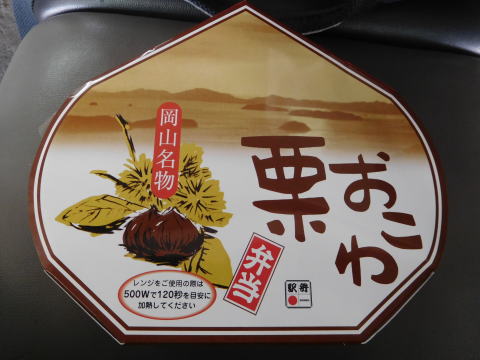 岡山名物
栗
おこわ
弁当
駅弁
レンジをご使用の際は
500Wで120秒を目安に
加熱してください